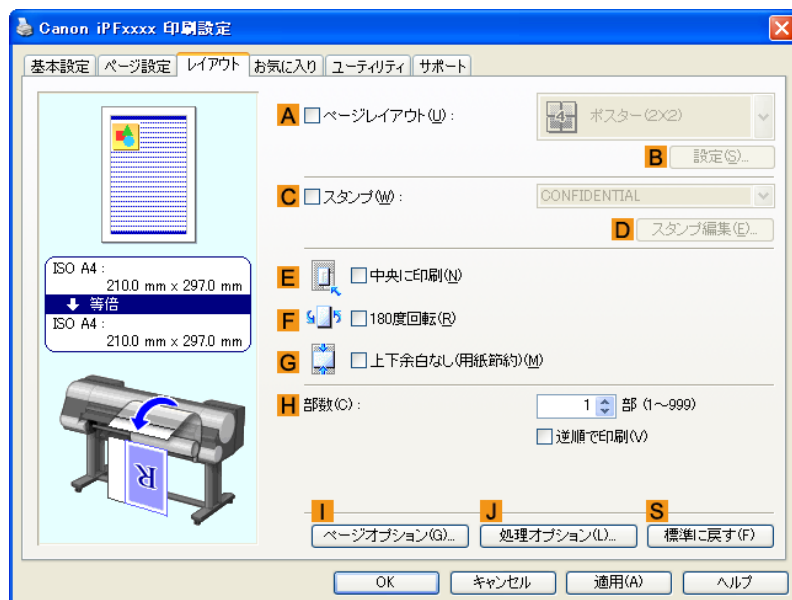 Canon iPFxxxx 印刷設定
基本設定 ページ設定 レイアウト お気に入り ユーティリティ サポート
A ページレイアウト(U) : 4 ポスター(2X2)
B 設定(S)...
C スタンプ(W) : CONFIDENTIAL
D スタンプ編集(E)...
ISO A4 :
210.0 mm x 297.0 mm
等倍
ISO A4 :
210.0 mm x 297.0 mm
E 中央に印刷(N)
F 180度回転(R)
G 上下余白なし(用紙節約)(M)
H 部数(C) : 1 部 (1～999)
逆順で印刷(V)
R
I J S
ページオプション(G)... 処理オプション(L)... 標準に戻す(F)
OK キャンセル 適用(A) ヘルプ